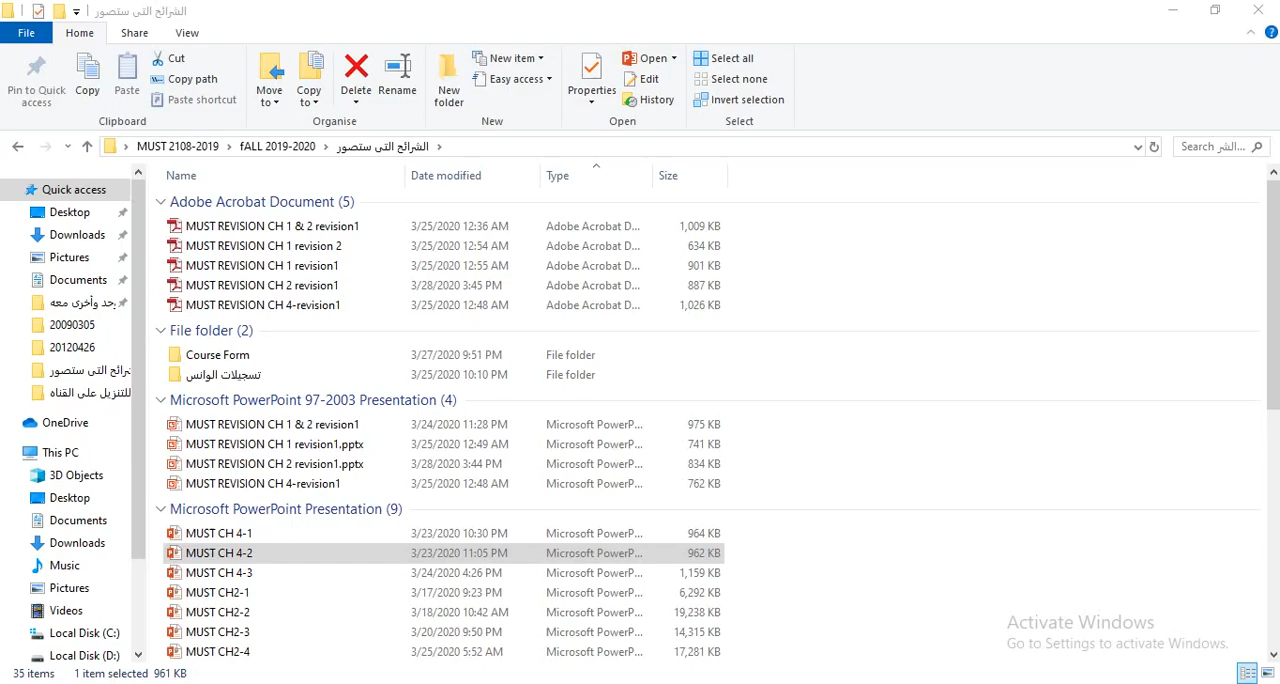 الشرائح التى ستصور
File Home Share View
Pin to Quick access
Copy
Paste
Cut
Copy path
Paste shortcut
Clipboard
Move to
Copy to
Delete
Rename
Organise
New folder
New item
Easy access
New
Properties
Open
Edit
History
Open
Select all
Select none
Invert selection
Select
MUST 2108-2019 › fALL 2019-2020 › الشرائح التى ستصور ›
Search الشر...
Quick access
Desktop
Downloads
Pictures
Documents
وحد وأخرى معه
20090305
20120426
شرائح التى ستصور
للتنزيل على القناه
OneDrive
This PC
3D Objects
Desktop
Documents
Downloads
Music
Pictures
Videos
Local Disk (C:)
Local Disk (D:)
Name Date modified Type Size
Adobe Acrobat Document (5)
MUST REVISION CH 1 & 2 revision1 3/25/2020 12:36 AM Adobe Acrobat D... 1,009 KB
MUST REVISION CH 1 revision 2 3/25/2020 12:54 AM Adobe Acrobat D... 634 KB
MUST REVISION CH 1 revision1 3/25/2020 12:55 AM Adobe Acrobat D... 901 KB
MUST REVISION CH 2 revision1 3/28/2020 3:45 PM Adobe Acrobat D... 887 KB
MUST REVISION CH 4-revision1 3/25/2020 12:48 AM Adobe Acrobat D... 1,026 KB
File folder (2)
Course Form 3/27/2020 9:51 PM File folder
تسجيلات الوانس 3/25/2020 10:10 PM File folder
Microsoft PowerPoint 97-2003 Presentation (4)
MUST REVISION CH 1 & 2 revision1 3/24/2020 11:28 PM Microsoft PowerP... 975 KB
MUST REVISION CH 1 revision1.pptx 3/25/2020 12:49 AM Microsoft PowerP... 741 KB
MUST REVISION CH 2 revision1.pptx 3/28/2020 3:44 PM Microsoft PowerP... 834 KB
MUST REVISION CH 4-revision1 3/25/2020 12:48 AM Microsoft PowerP... 762 KB
Microsoft PowerPoint Presentation (9)
MUST CH 4-1 3/23/2020 10:30 PM Microsoft PowerP... 964 KB
MUST CH 4-2 3/23/2020 11:05 PM Microsoft PowerP... 962 KB
MUST CH 4-3 3/24/2020 4:26 PM Microsoft PowerP... 1,159 KB
MUST CH2-1 3/17/2020 9:23 PM Microsoft PowerP... 6,292 KB
MUST CH2-2 3/18/2020 10:42 AM Microsoft PowerP... 19,238 KB
MUST CH2-3 3/20/2020 9:50 PM Microsoft PowerP... 14,315 KB
MUST CH2-4 3/25/2020 5:52 AM Microsoft PowerP... 17,281 KB
Activate Windows
Go to Settings to activate Windows.
35 items 1 item selected 961 KB